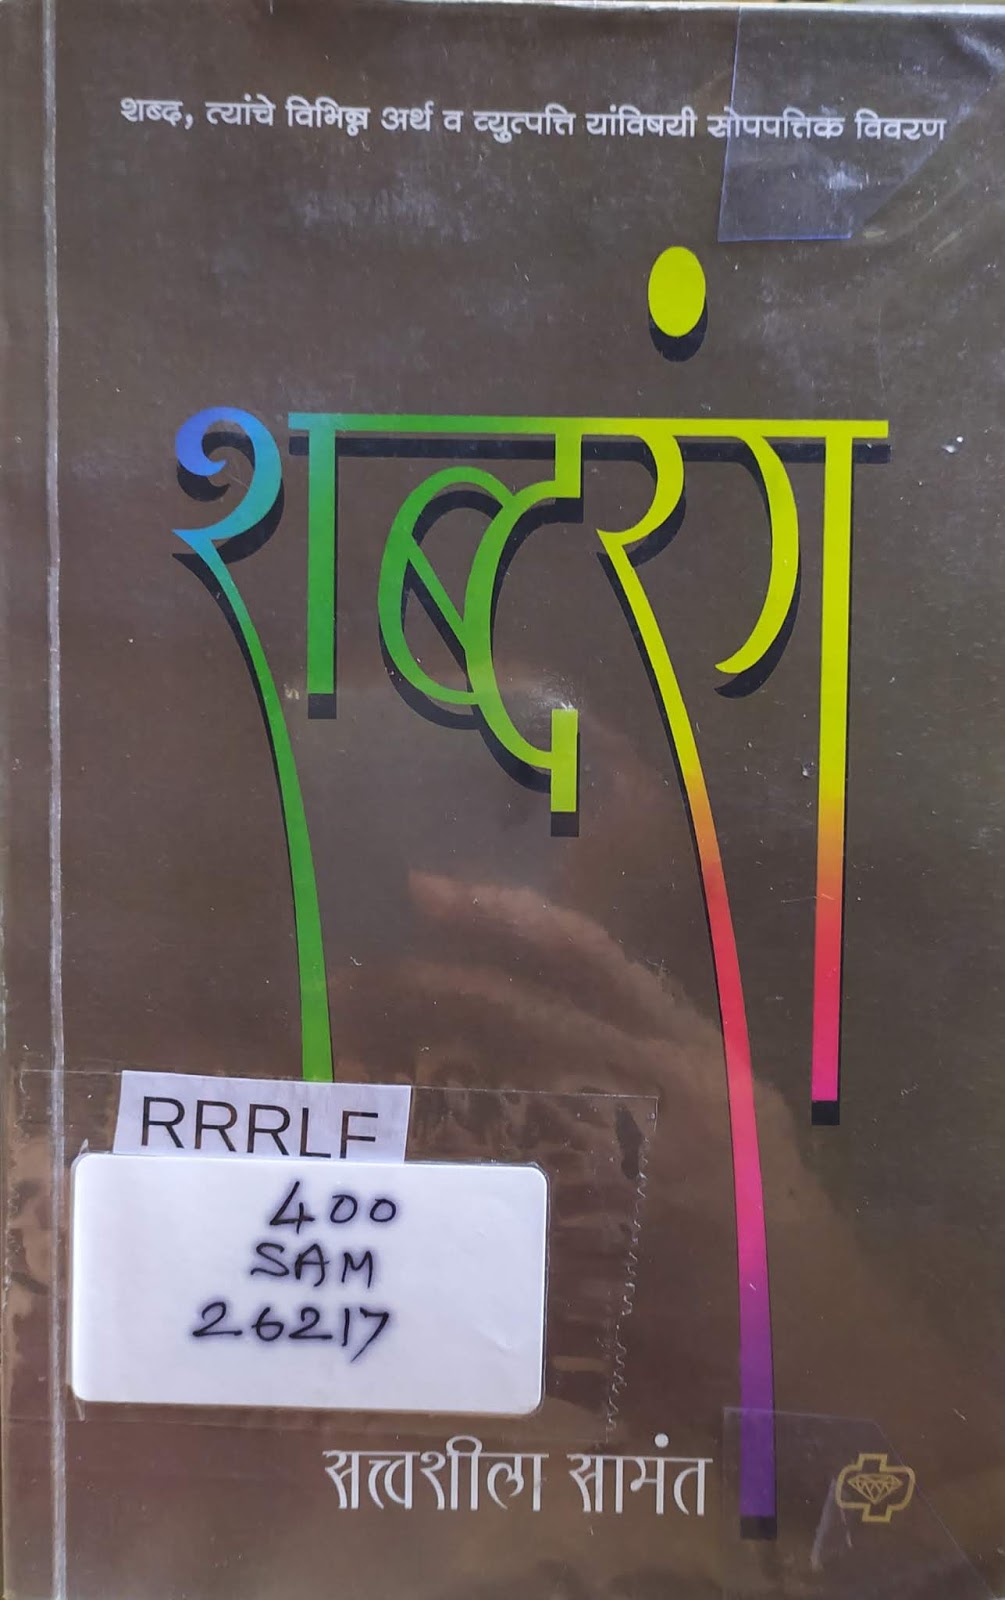 शब्द, त्यांचे विभिन्न अर्थ व व्युत्पत्ति यांविषयी सोपपत्तिक विवरण
शब्दरंग
RRRLF
400
SAM
26217
सत्त्वशीला सामंत